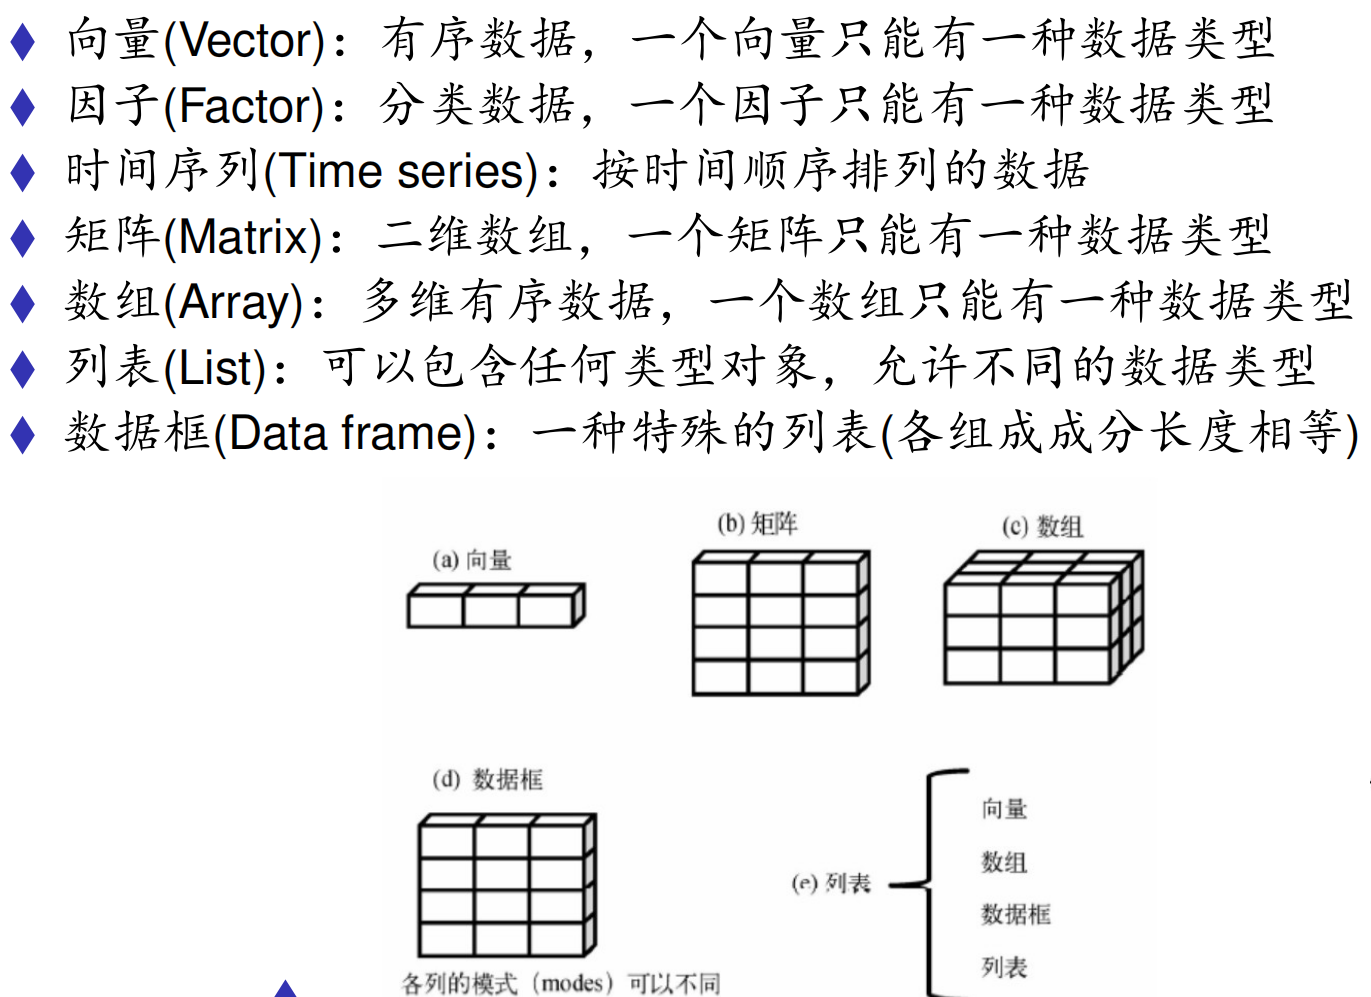 向量(Vector)：有序数据，一个向量只能有一种数据类型
因子(Factor)：分类数据，一个因子只能有一种数据类型
时间序列(Time series)：按时间顺序排列的数据
矩阵(Matrix)：二维数组，一个矩阵只能有一种数据类型
数组(Array)：多维有序数据，一个数组只能有一种数据类型
列表(List)：可以包含任何类型对象，允许不同的数据类型
数据框(Data frame)：一种特殊的列表(各组成成分长度相等)
(a) 向量
(b) 矩阵
(c) 数组
(d) 数据框
各列的模式（modes）可以不同
(e) 列表
向量
数组
数据框
列表